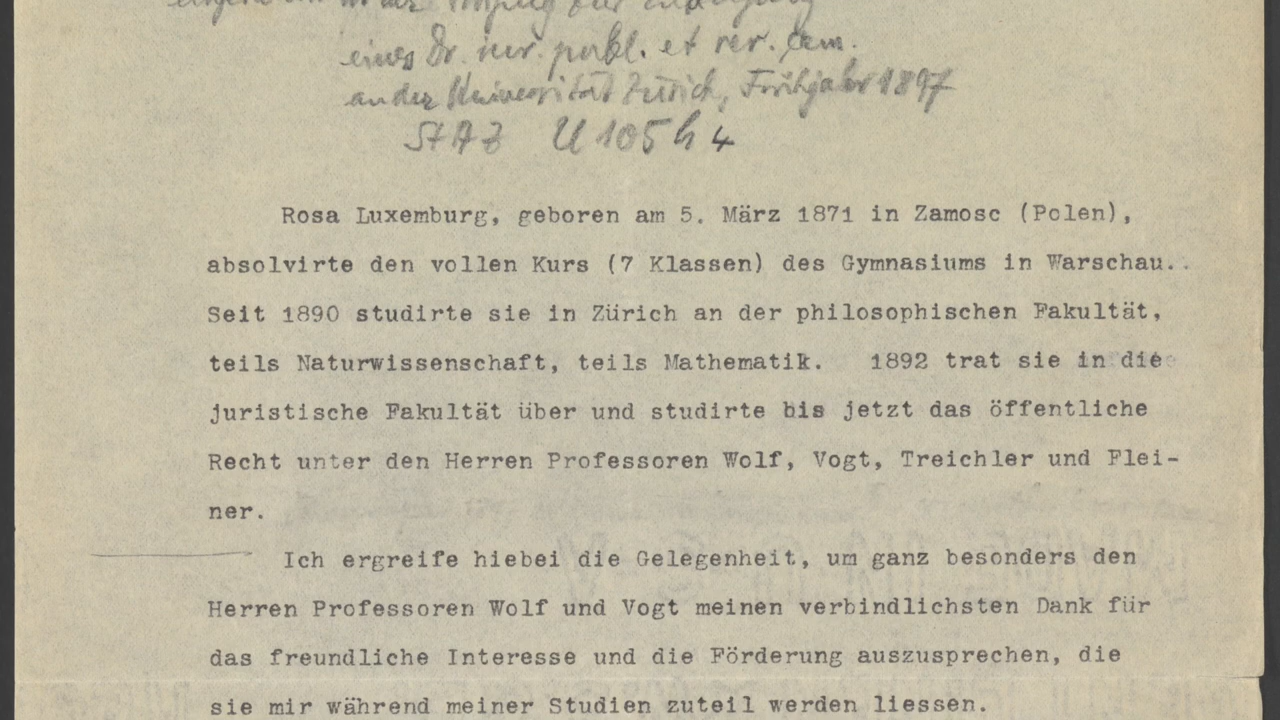 eines Dr. iur. publ. et rer. cam.
an der Universität Zürich, Frühjahr 1897
StAZ U 105 h 4
Rosa Luxemburg, geboren am 5. März 1871 in Zamosc (Polen),
absolvirte den vollen Kurs (7 Klassen) des Gymnasiums in Warschau..
Seit 1890 studirte sie in Zürich an der philosophischen Fakultät,
teils Naturwissenschaft, teils Mathematik. 1892 trat sie in die
juristische Fakultät über und studirte bis jetzt das öffentliche
Recht unter den Herren Professoren Wolf, Vogt, Treichler und Flei-
ner.
Ich ergreife hiebei die Gelegenheit, um ganz besonders den
Herren Professoren Wolf und Vogt meinen verbindlichsten Dank für
das freundliche Interesse und die Förderung auszusprechen, die
sie mir während meiner Studien zuteil werden liessen.